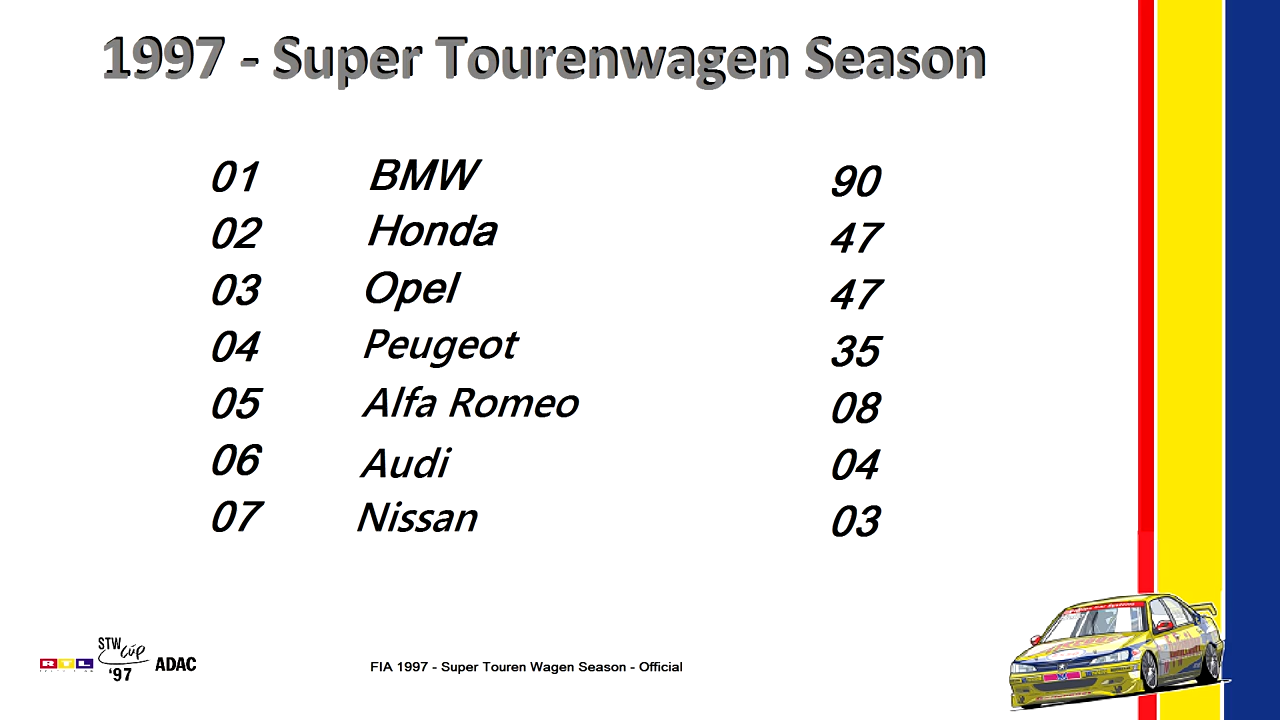 1997 - Super Tourenwagen Season
01 BMW 90
02 Honda 47
03 Opel 47
04 Peugeot 35
05 Alfa Romeo 08
06 Audi 04
07 Nissan 03
RTL
STW
cup
'97
ADAC
FIA 1997 - Super Touren Wagen Season - Official